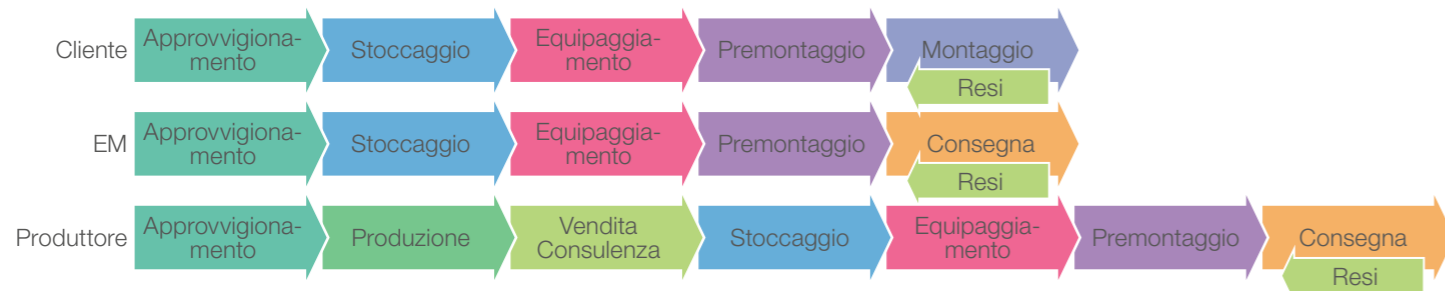 Cliente
Approvvigiona-
mento
Stoccaggio
Equipaggia-
mento
Premontaggio
Montaggio
Resi
EM
Approvvigiona-
mento
Stoccaggio
Equipaggia-
mento
Premontaggio
Consegna
Resi
Produttore
Approvvigiona-
mento
Produzione
Vendita
Consulenza
Stoccaggio
Equipaggia-
mento
Premontaggio
Consegna
Resi